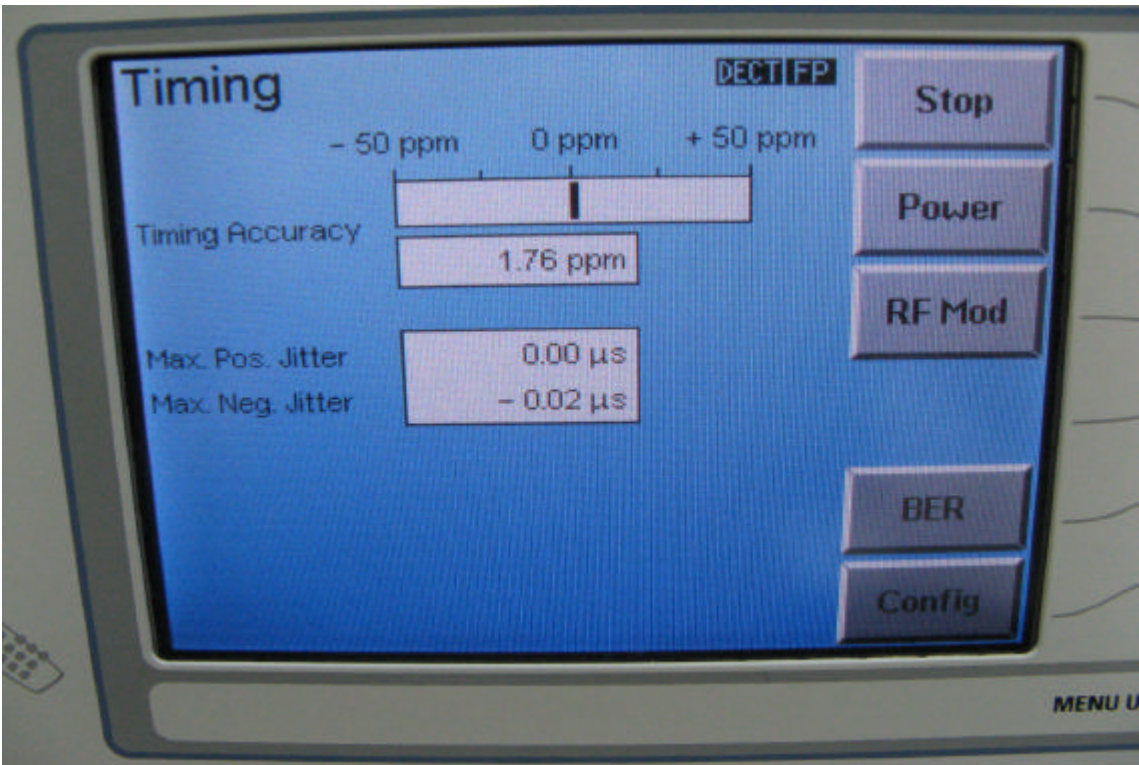 Timing
DECT FP
Stop
- 50 ppm 0 ppm + 50 ppm
Power
Timing Accuracy
1.76 ppm
RF Mod
Max. Pos. Jitter 0.00 µs
Max. Neg. Jitter - 0.02 µs
BER
Config
MENU U